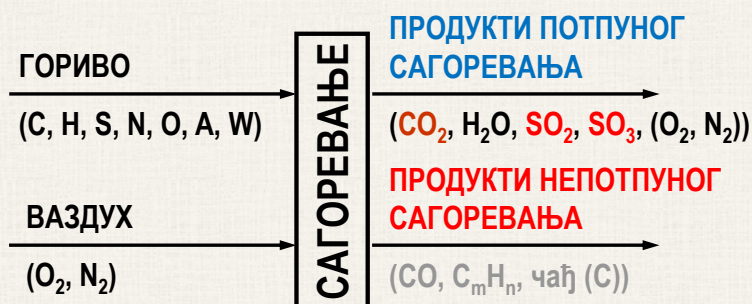 ГОРИВО
(C, H, S, N, O, A, W)
ВАЗДУХ
(O₂, N₂)
САГОРЕВАЊЕ
ПРОДУКТИ ПОТПУНОГ
САГОРЕВАЊА
(CO₂, H₂O, SO₂, SO₃, (O₂, N₂))
ПРОДУКТИ НЕПОТПУНОГ
САГОРЕВАЊА
(CO, CₘHₙ, чађ (C))